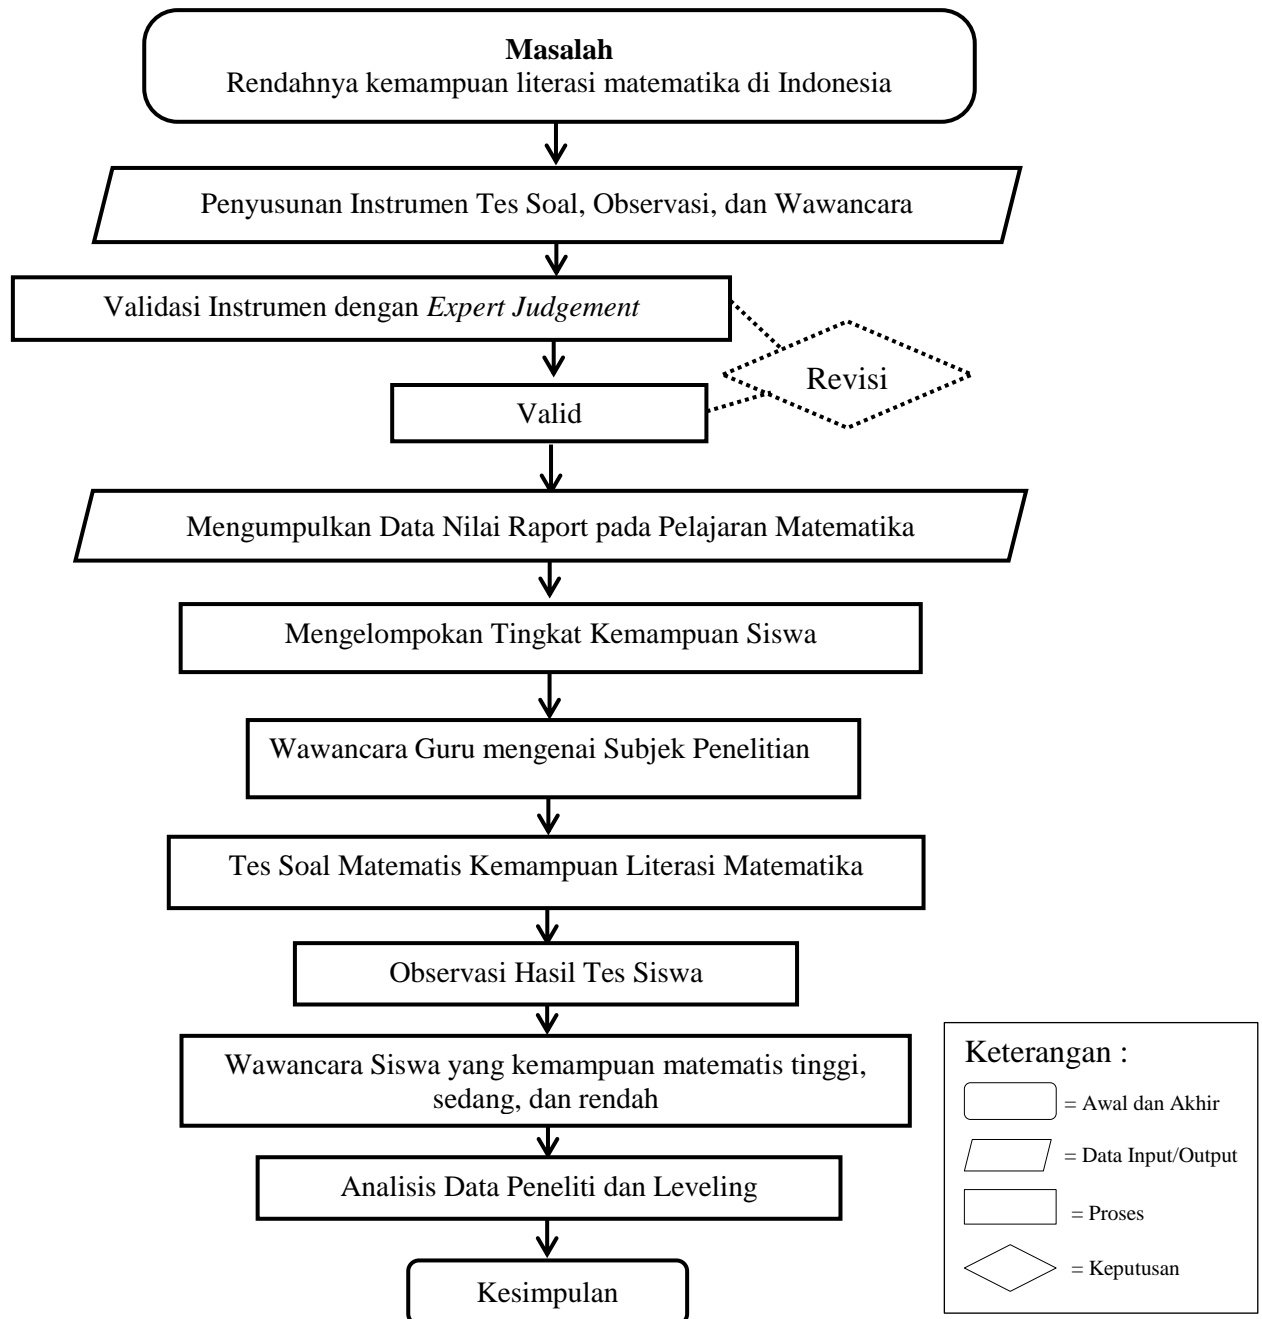 Masalah
Rendahnya kemampuan literasi matematika di Indonesia
Penyusunan Instrumen Tes Soal, Observasi, dan Wawancara
Validasi Instrumen dengan Expert Judgement
Revisi
Valid
Mengumpulkan Data Nilai Raport pada Pelajaran Matematika
Mengelompokan Tingkat Kemampuan Siswa
Wawancara Guru mengenai Subjek Penelitian
Tes Soal Matematis Kemampuan Literasi Matematika
Observasi Hasil Tes Siswa
Wawancara Siswa yang kemampuan matematis tinggi,
sedang, dan rendah
Analisis Data Peneliti dan Leveling
Kesimpulan
Keterangan :
= Awal dan Akhir
= Data Input/Output
= Proses
= Keputusan